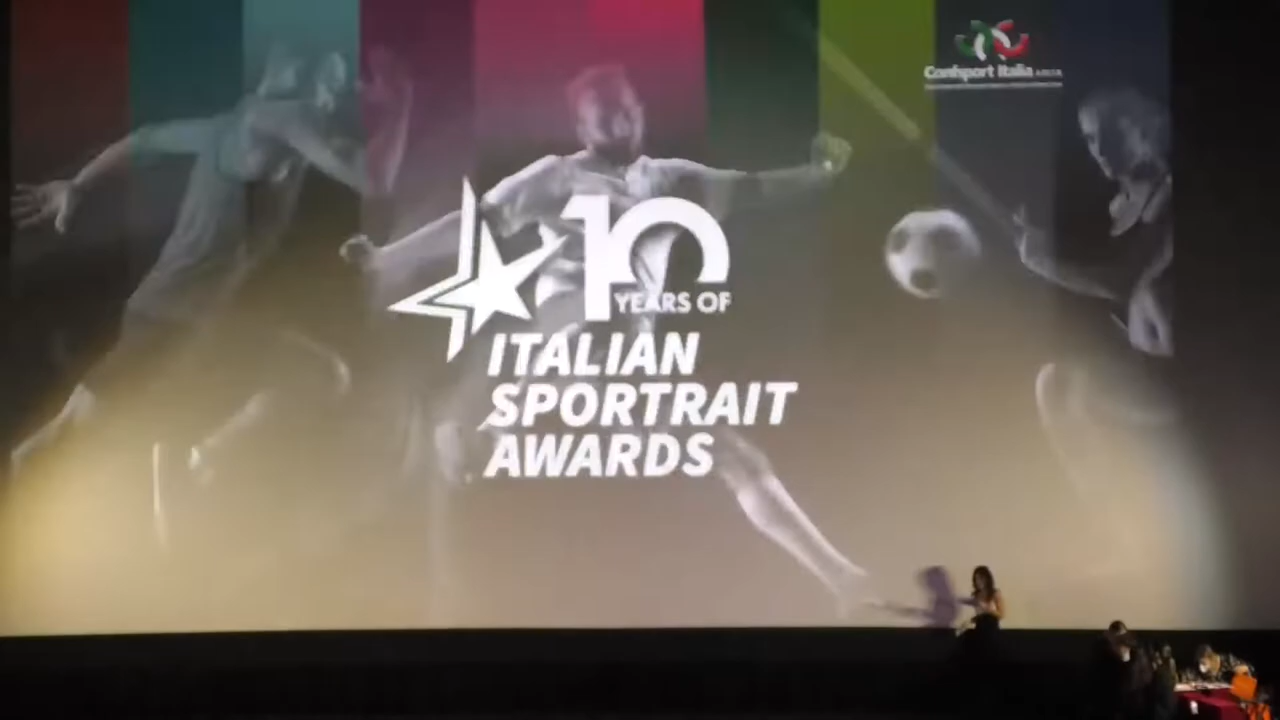 Confsport Italia
10
YEARS OF
ITALIAN
SPORTRAIT
AWARDS